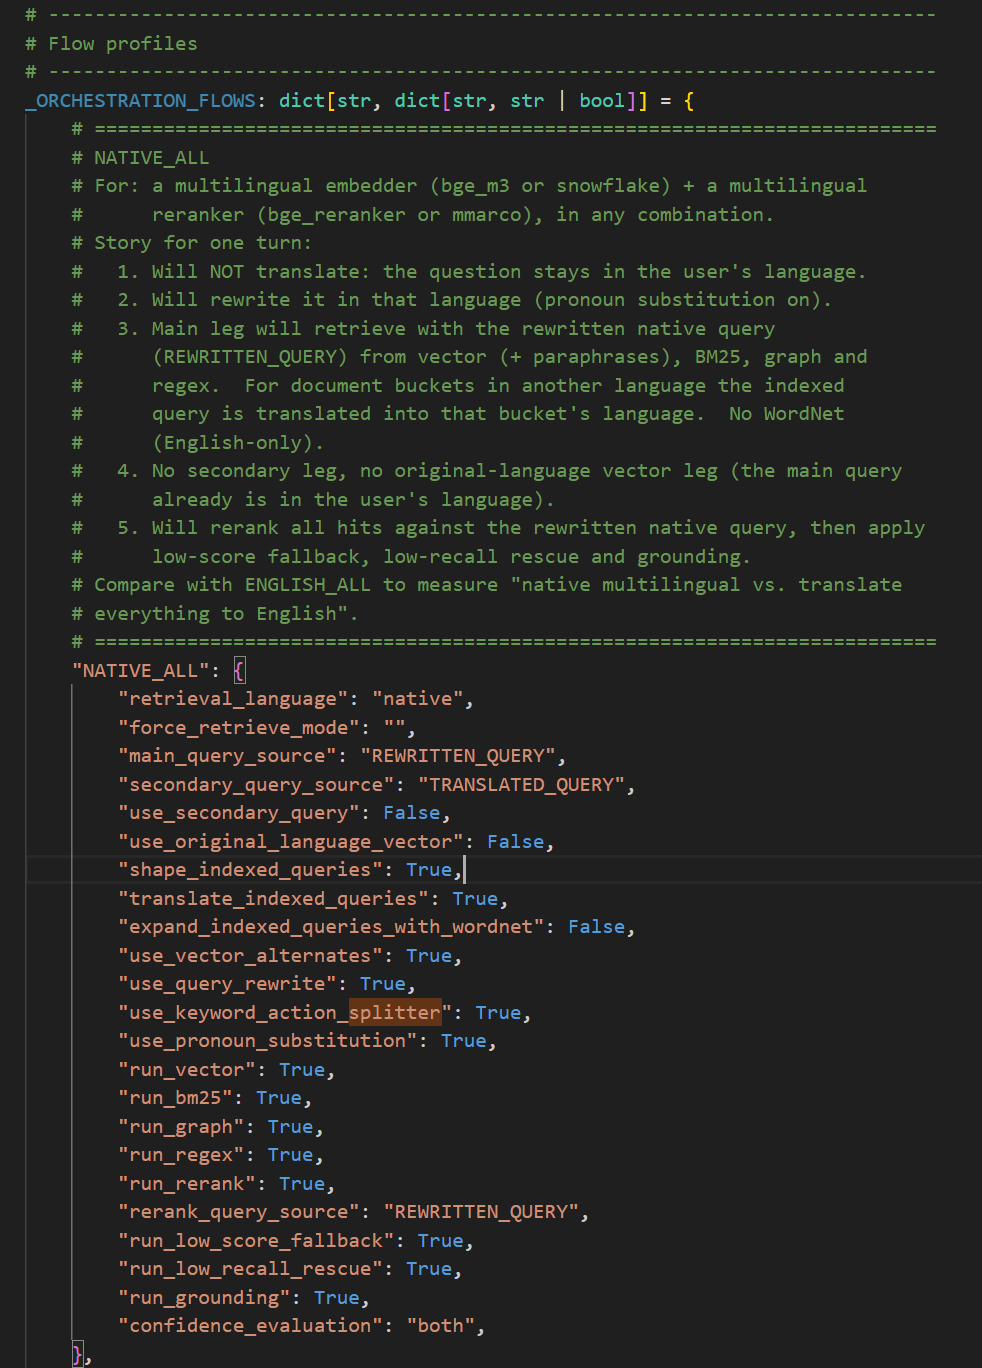 # -----------------------------------------------------------------------------
# Flow profiles
# -----------------------------------------------------------------------------
_ORCHESTRATION_FLOWS: dict[str, dict[str, str | bool]] = {
    # =========================================================================
    # NATIVE_ALL
    # For: a multilingual embedder (bge_m3 or snowflake) + a multilingual
    #      reranker (bge_reranker or mmarco), in any combination.
    # Story for one turn:
    #   1. Will NOT translate: the question stays in the user's language.
    #   2. Will rewrite it in that language (pronoun substitution on).
    #   3. Main leg will retrieve with the rewritten native query
    #      (REWRITTEN_QUERY) from vector (+ paraphrases), BM25, graph and
    #      regex.  For document buckets in another language the indexed
    #      query is translated into that bucket's language.  No WordNet
    #      (English-only).
    #   4. No secondary leg, no original-language vector leg (the main query
    #      already is in the user's language).
    #   5. Will rerank all hits against the rewritten native query, then apply
    #      low-score fallback, low-recall rescue and grounding.
    # Compare with ENGLISH_ALL to measure "native multilingual vs. translate
    # everything to English".
    # =========================================================================
    "NATIVE_ALL": {
        "retrieval_language": "native",
        "force_retrieve_mode": "",
        "main_query_source": "REWRITTEN_QUERY",
        "secondary_query_source": "TRANSLATED_QUERY",
        "use_secondary_query": False,
        "use_original_language_vector": False,
        "shape_indexed_queries": True,
        "translate_indexed_queries": True,
        "expand_indexed_queries_with_wordnet": False,
        "use_vector_alternates": True,
        "use_query_rewrite": True,
        "use_keyword_action_splitter": True,
        "use_pronoun_substitution": True,
        "run_vector": True,
        "run_bm25": True,
        "run_graph": True,
        "run_regex": True,
        "run_rerank": True,
        "rerank_query_source": "REWRITTEN_QUERY",
        "run_low_score_fallback": True,
        "run_low_recall_rescue": True,
        "run_grounding": True,
        "confidence_evaluation": "both",
    },